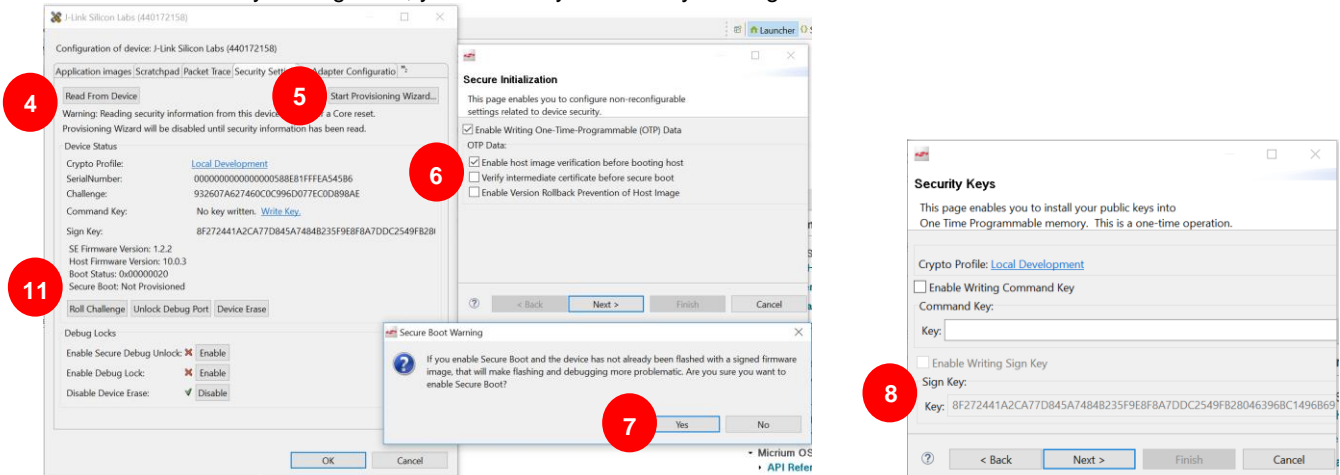 J-Link Silicon Labs (440172158)
Configuration of device: J-Link Silicon Labs (440172158)
Application images Scratchpad Packet Trace Security Adapter Configuratio
4
Read From Device
5
Start Provisioning Wizard...
Warning: Reading security information from this device a Core reset.
Provisioning Wizard will be disabled until security information has been read.
Device Status
Crypto Profile: Local Development
SerialNumber: 0000000000000000588E81FFFEA545B6
Challenge: 932607A627460C0C996D077EC0D898AE
Command Key: No key written. Write Key.
Sign Key: 8F272441A2CA77D845A7484B235F9E8F8A7DDC2549FB280
SE Firmware Version: 1.2.2
Host Firmware Version: 10.0.3
Boot Status: 0x00000020
Secure Boot: Not Provisioned
11
Roll Challenge Unlock Debug Port Device Erase
Debug Locks
Enable Secure Debug Unlock: Enable
Enable Debug Lock: Enable
Disable Device Erase: Disable
OK Cancel
Launcher
Secure Initialization
This page enables you to configure non-reconfigurable
settings related to device security.
Enable Writing One-Time-Programmable (OTP) Data
OTP Data:
6
Enable host image verification before booting host
Verify intermediate certificate before secure boot
Enable Version Rollback Prevention of Host Image
< Back Next > Finish Cancel
Secure Boot Warning
If you enable Secure Boot and the device has not already been flashed with a signed firmware
image, that will make flashing and debugging more problematic. Are you sure you want to
enable Secure Boot?
7
Yes No
Micrium OS
API Refer
Security Keys
This page enables you to install your public keys into
One Time Programmable memory. This is a one-time operation.
Crypto Profile: Local Development
Enable Writing Command Key
Command Key:
Key:
Enable Writing Sign Key
Sign Key:
8
Key: 8F272441A2CA77D845A7484B235F9E8F8A7DDC2549FB28046396BC1496B69
< Back Next > Finish Cancel